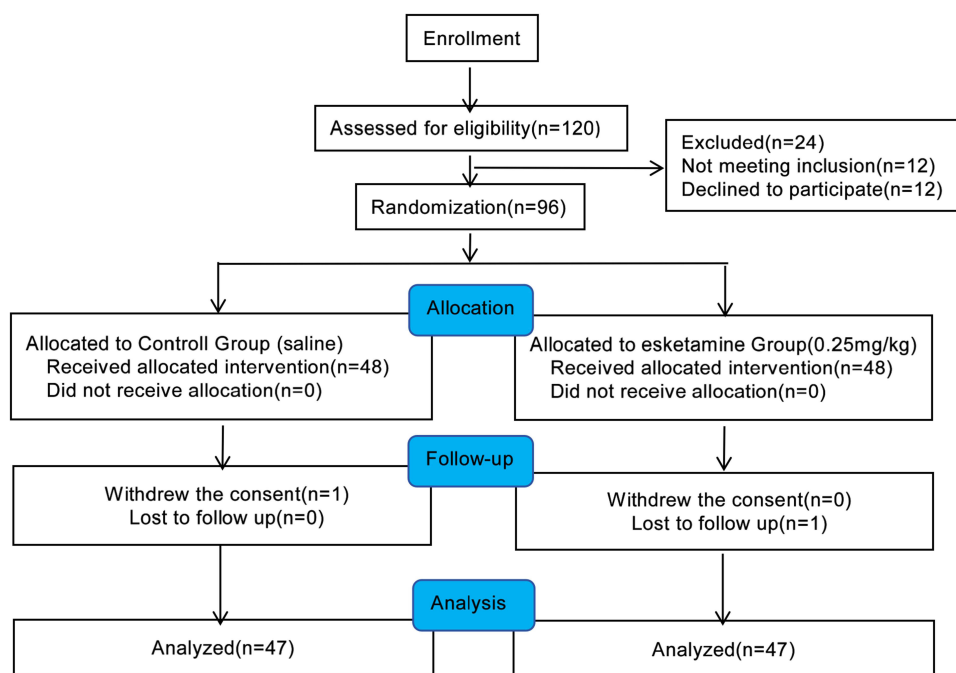 Enrollment
Assessed for eligibility(n=120)
Excluded(n=24)
Not meeting inclusion(n=12)
Declined to participate(n=12)
Randomization(n=96)
Allocation
Allocated to Controll Group (saline)
Received allocated intervention(n=48)
Did not receive allocation(n=0)
Allocated to esketamine Group(0.25mg/kg)
Received allocated intervention(n=48)
Did not receive allocation(n=0)
Follow-up
Withdrew the consent(n=1)
Lost to follow up(n=0)
Withdrew the consent(n=0)
Lost to follow up(n=1)
Analysis
Analyzed(n=47)
Analyzed(n=47)